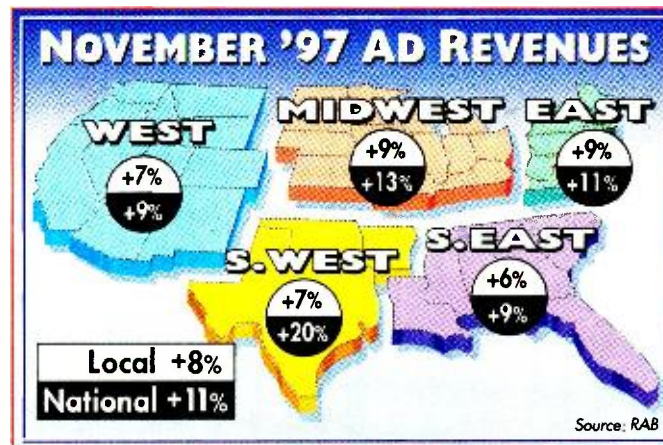 NOVEMBER '97 AD REVENUES
WEST
+7%
+9%
MIDWEST
+9%
+13%
EAST
+9%
+11%
S.WEST
+7%
+20%
S.EAST
+6%
+9%
Local +8%
National +11%
Source: RAB